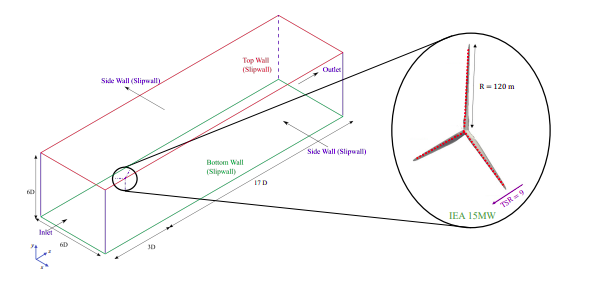 Top Wall
(Slipwall)
Outlet
Side Wall (Slipwall)
R = 120 m
Side Wall (Slipwall)
Bottom Wall
(Slipwall)
17 D
6D
TSR = 9
IEA 15MW
Inlet
6D
3D
y
z
x